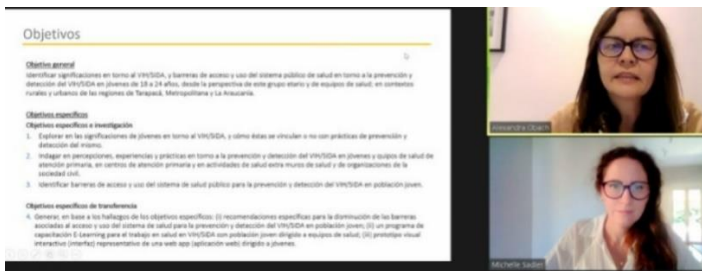 Objetivos
Objetivo general
Identificar significaciones en torno al VIH/SIDA, y barreras de acceso y uso del sistema público de salud en torno a la prevención y
detección del VIH/SIDA en jóvenes de 18 a 24 años, desde la perspectiva de este grupo etario y de equipos de salud, en contextos
rurales y urbanos de las regiones de Tarapacá, Metropolitana y La Araucanía.
Objetivos específicos
Objetivos específicos e investigación
1. Explorar en las significaciones de jóvenes en torno al VIH/SIDA, y cómo éstas se vinculan o no con prácticas de prevención y
detección del mismo.
2. Indagar en percepciones, experiencias y prácticas en torno a la prevención y detección del VIH/SIDA en jóvenes y quipos de salud de
atención primaria, en centros de atención primaria y en actividades de salud extra muros de salud y de organizaciones de la
sociedad civil.
3. Identificar barreras de acceso y uso del sistema de salud público para la prevención y detección del VIH/SIDA en población joven.
Objetivos específicos de transferencia
4. Generar, en base a los hallazgos de los objetivos específicos: (i) recomendaciones específicas para la disminución de las barreras
asociadas al acceso y uso del sistema de salud para la prevención y detección del VIH/SIDA en población joven; (ii) un programa de
capacitación E-Learning para el trabajo en salud en VIH/SIDA con población joven dirigido a equipos de salud; (iii) prototipo visual
interactivo (interfaz) representativo de una web app (aplicación web) dirigido a jóvenes.
Alexandra Obach
Michelle Sadler